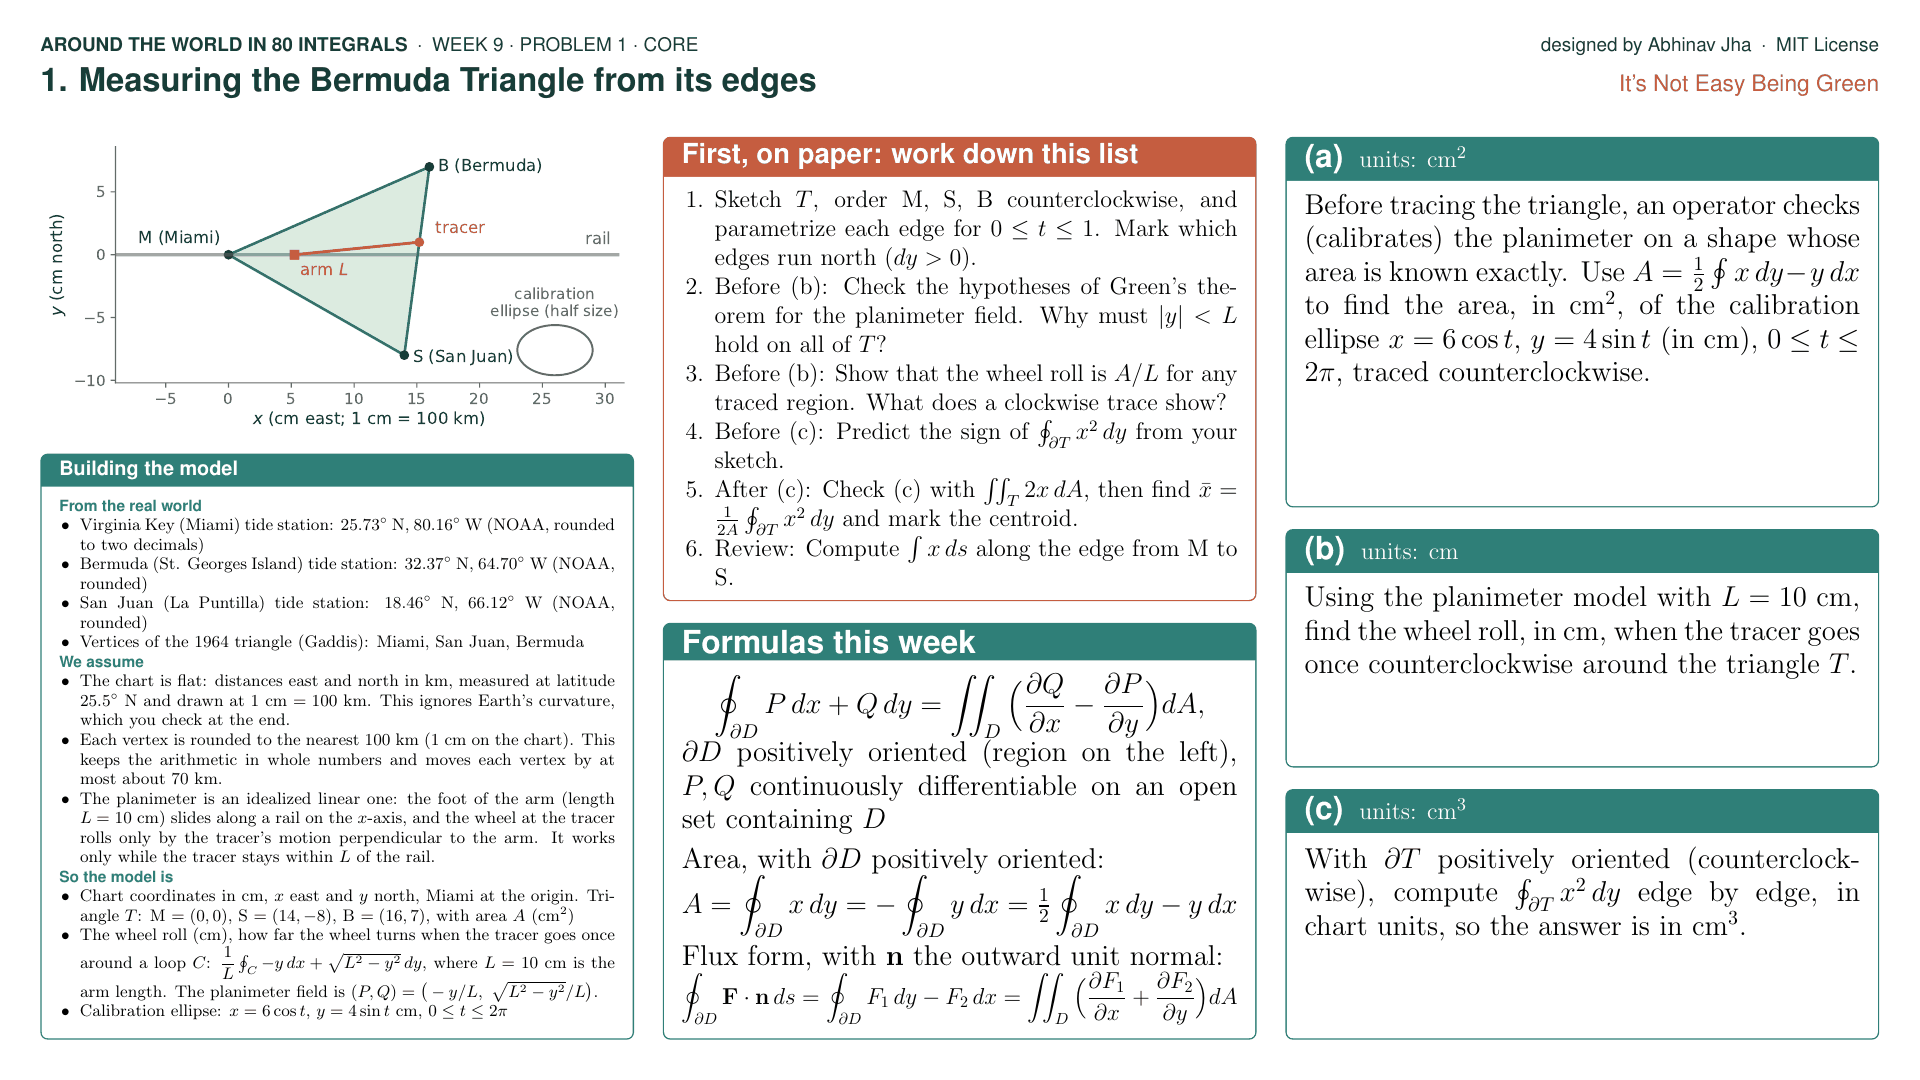 AROUND THE WORLD IN 80 INTEGRALS · WEEK 9 · PROBLEM 1 · CORE
designed by Abhinav Jha · MIT License
1. Measuring the Bermuda Triangle from its edges
It's Not Easy Being Green
B (Bermuda)
M (Miami)
tracer
rail
arm L
calibration
ellipse (half size)
S (San Juan)
y (cm north)
5
0
−5
−10
−5 0 5 10 15 20 25 30
x (cm east; 1 cm = 100 km)
Building the model
From the real world
• Virginia Key (Miami) tide station: 25.73° N, 80.16° W (NOAA, rounded
to two decimals)
• Bermuda (St. Georges Island) tide station: 32.37° N, 64.70° W (NOAA,
rounded)
• San Juan (La Puntilla) tide station: 18.46° N, 66.12° W (NOAA,
rounded)
• Vertices of the 1964 triangle (Gaddis): Miami, San Juan, Bermuda
We assume
• The chart is flat: distances east and north in km, measured at latitude
25.5° N and drawn at 1 cm = 100 km. This ignores Earth's curvature,
which you check at the end.
• Each vertex is rounded to the nearest 100 km (1 cm on the chart). This
keeps the arithmetic in whole numbers and moves each vertex by at
most about 70 km.
• The planimeter is an idealized linear one: the foot of the arm (length
L = 10 cm) slides along a rail on the x-axis, and the wheel at the tracer
rolls only by the tracer's motion perpendicular to the arm. It works
only while the tracer stays within L of the rail.
So the model is
• Chart coordinates in cm, x east and y north, Miami at the origin. Tri-
angle T: M = (0, 0), S = (14, −8), B = (16, 7), with area A (cm²)
• The wheel roll (cm), how far the wheel turns when the tracer goes once
around a loop C: 1/L ∮_C −y dx + √(L² − y²) dy, where L = 10 cm is the
arm length. The planimeter field is (P, Q) = (−y/L, √(L² − y²)/L).
• Calibration ellipse: x = 6 cos t, y = 4 sin t cm, 0 ≤ t ≤ 2π
First, on paper: work down this list
1. Sketch T, order M, S, B counterclockwise, and
parametrize each edge for 0 ≤ t ≤ 1. Mark which
edges run north (dy > 0).
2. Before (b): Check the hypotheses of Green's the-
orem for the planimeter field. Why must |y| < L
hold on all of T?
3. Before (b): Show that the wheel roll is A/L for any
traced region. What does a clockwise trace show?
4. Before (c): Predict the sign of ∮_∂T x² dy from your
sketch.
5. After (c): Check (c) with ∬_T 2x dA, then find x̄ =
1/2A ∮_∂T x² dy and mark the centroid.
6. Review: Compute ∫ x ds along the edge from M to
S.
Formulas this week
∮_∂D P dx + Q dy = ∬_D (∂Q/∂x − ∂P/∂y) dA,
∂D positively oriented (region on the left),
P, Q continuously differentiable on an open
set containing D
Area, with ∂D positively oriented:
A = ∮_∂D x dy = − ∮_∂D y dx = ½ ∮_∂D x dy − y dx
Flux form, with n the outward unit normal:
∮_∂D F · n ds = ∮_∂D F₁ dy − F₂ dx = ∬_D (∂F₁/∂x + ∂F₂/∂y) dA
(a) units: cm²
Before tracing the triangle, an operator checks
(calibrates) the planimeter on a shape whose
area is known exactly. Use A = ½ ∮ x dy−y dx
to find the area, in cm², of the calibration
ellipse x = 6 cos t, y = 4 sin t (in cm), 0 ≤ t ≤
2π, traced counterclockwise.
(b) units: cm
Using the planimeter model with L = 10 cm,
find the wheel roll, in cm, when the tracer goes
once counterclockwise around the triangle T.
(c) units: cm³
With ∂T positively oriented (counterclock-
wise), compute ∮_∂T x² dy edge by edge, in
chart units, so the answer is in cm³.